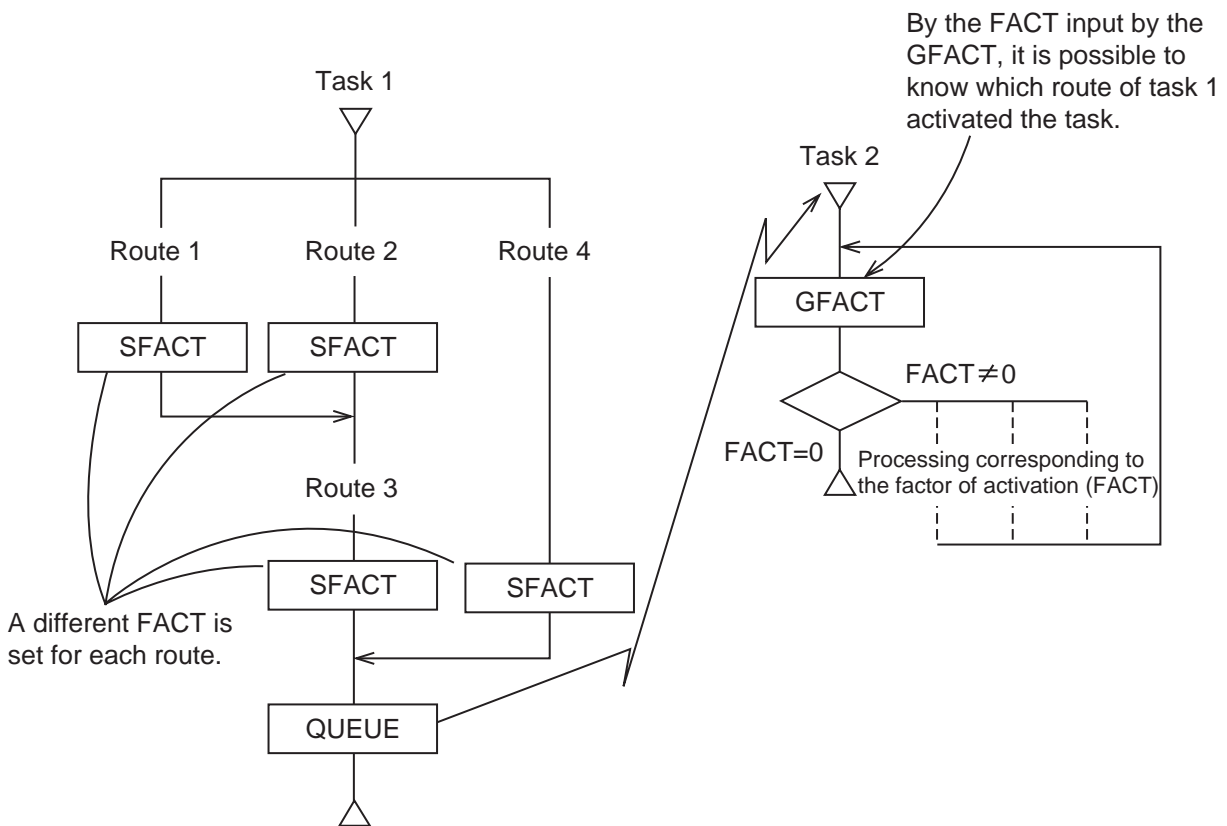 By the FACT input by the
GFACT, it is possible to
know which route of task 1
activated the task.
Task 1
Task 2
Route 1
Route 2
Route 4
GFACT
SFACT
SFACT
FACT≠0
FACT=0
Processing corresponding to
the factor of activation (FACT)
Route 3
SFACT
SFACT
A different FACT is
set for each route.
QUEUE